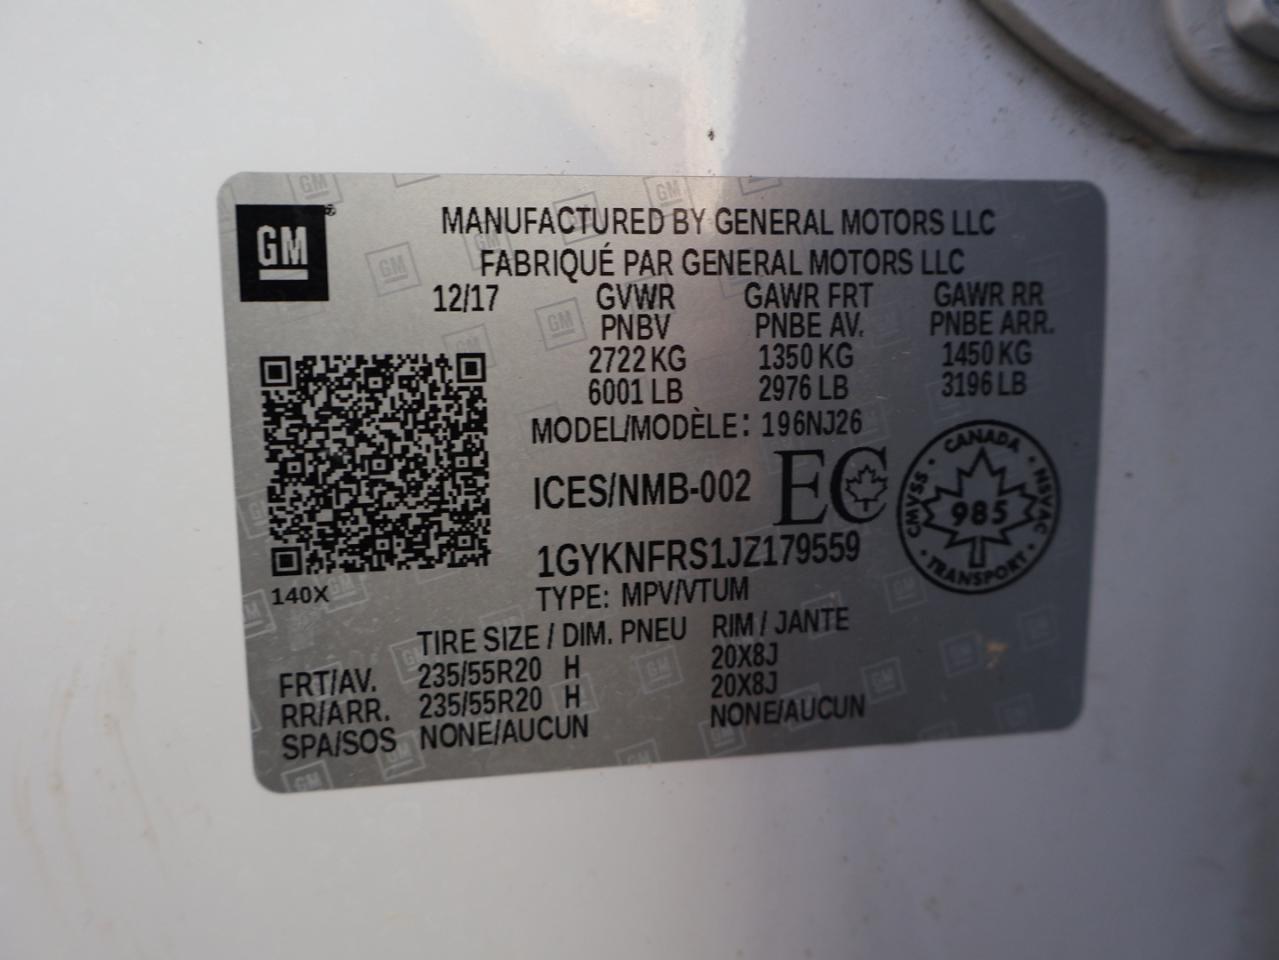 GM
MANUFACTURED BY GENERAL MOTORS LLC
FABRIQUÉ PAR GENERAL MOTORS LLC
12/17 GVWR GAWR FRT GAWR RR
PNBV PNBE AV. PNBE ARR.
2722 KG 1350 KG 1450 KG
6001 LB 2976 LB 3196 LB
MODEL/MODÈLE: 196NJ26
ICES/NMB-002 EC
CANADA
CMVSS 985 NSVAC
TRANSPORT
1GYKNFRS1JZ179559
140X
TYPE: MPV/VTUM
TIRE SIZE / DIM. PNEU RIM / JANTE
FRT/AV. 235/55R20 H 20X8J
RR/ARR. 235/55R20 H 20X8J
SPA/SOS NONE/AUCUN NONE/AUCUN